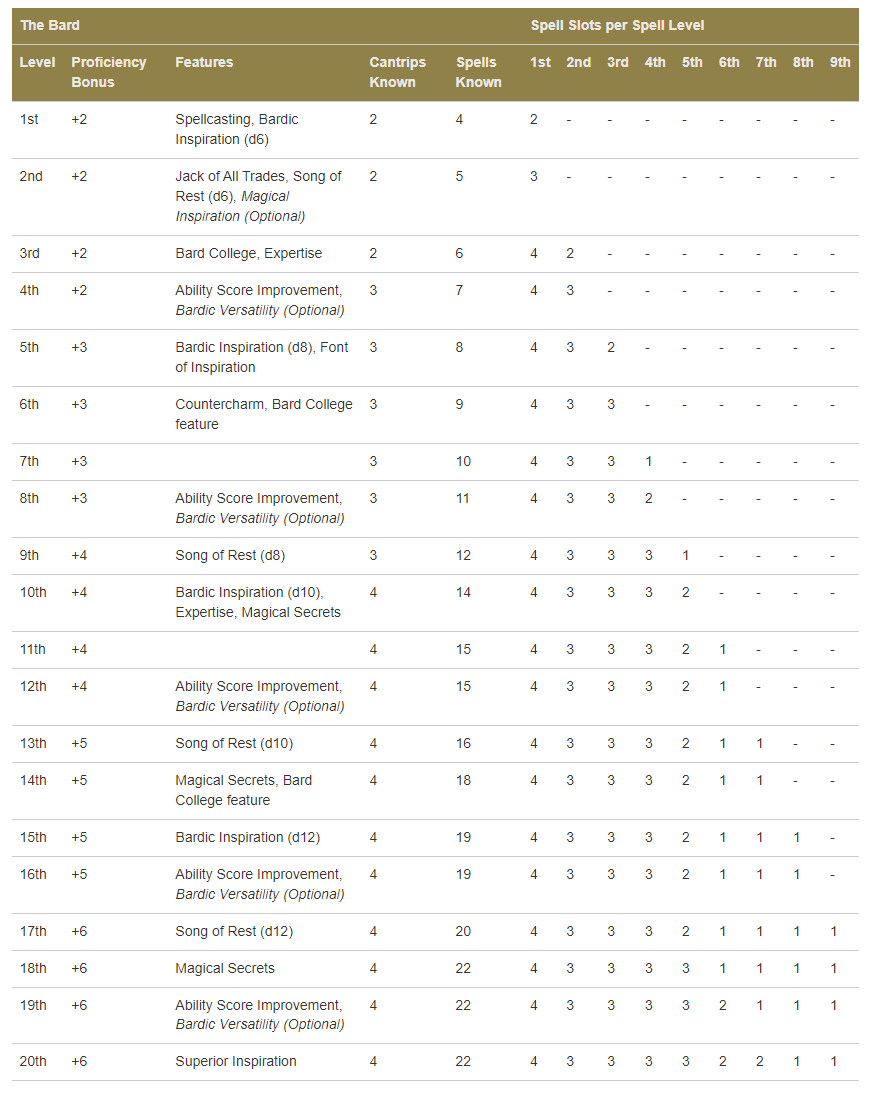 The Bard Spell Slots per Spell Level
Level Proficiency Features Cantrips Spells 1st 2nd 3rd 4th 5th 6th 7th 8th 9th
Bonus Known Known
1st +2 Spellcasting, Bardic 2 4 2 - - - - - - - -
Inspiration (d6)
2nd +2 Jack of All Trades, Song of 2 5 3 - - - - - - - -
Rest (d6), Magical
Inspiration (Optional)
3rd +2 Bard College, Expertise 2 6 4 2 - - - - - - -
4th +2 Ability Score Improvement, 3 7 4 3 - - - - - - -
Bardic Versatility (Optional)
5th +3 Bardic Inspiration (d8), Font 3 8 4 3 2 - - - - - -
of Inspiration
6th +3 Countercharm, Bard College 3 9 4 3 3 - - - - - -
feature
7th +3 3 10 4 3 3 1 - - - - -
8th +3 Ability Score Improvement, 3 11 4 3 3 2 - - - - -
Bardic Versatility (Optional)
9th +4 Song of Rest (d8) 3 12 4 3 3 3 1 - - - -
10th +4 Bardic Inspiration (d10), 4 14 4 3 3 3 2 - - - -
Expertise, Magical Secrets
11th +4 4 15 4 3 3 3 2 1 - - -
12th +4 Ability Score Improvement, 4 15 4 3 3 3 2 1 - - -
Bardic Versatility (Optional)
13th +5 Song of Rest (d10) 4 16 4 3 3 3 2 1 1 - -
14th +5 Magical Secrets, Bard 4 18 4 3 3 3 2 1 1 - -
College feature
15th +5 Bardic Inspiration (d12) 4 19 4 3 3 3 2 1 1 1 -
16th +5 Ability Score Improvement, 4 19 4 3 3 3 2 1 1 1 -
Bardic Versatility (Optional)
17th +6 Song of Rest (d12) 4 20 4 3 3 3 2 1 1 1 1
18th +6 Magical Secrets 4 22 4 3 3 3 3 1 1 1 1
19th +6 Ability Score Improvement, 4 22 4 3 3 3 3 2 1 1 1
Bardic Versatility (Optional)
20th +6 Superior Inspiration 4 22 4 3 3 3 3 2 2 1 1